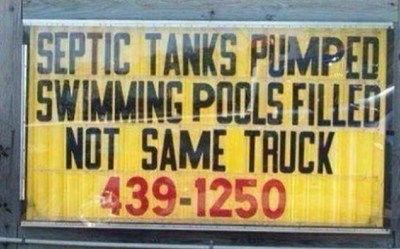 SEPTIC TANKS PUMPED
SWIMMING POOLS FILLED
NOT SAME TRUCK
439-1250